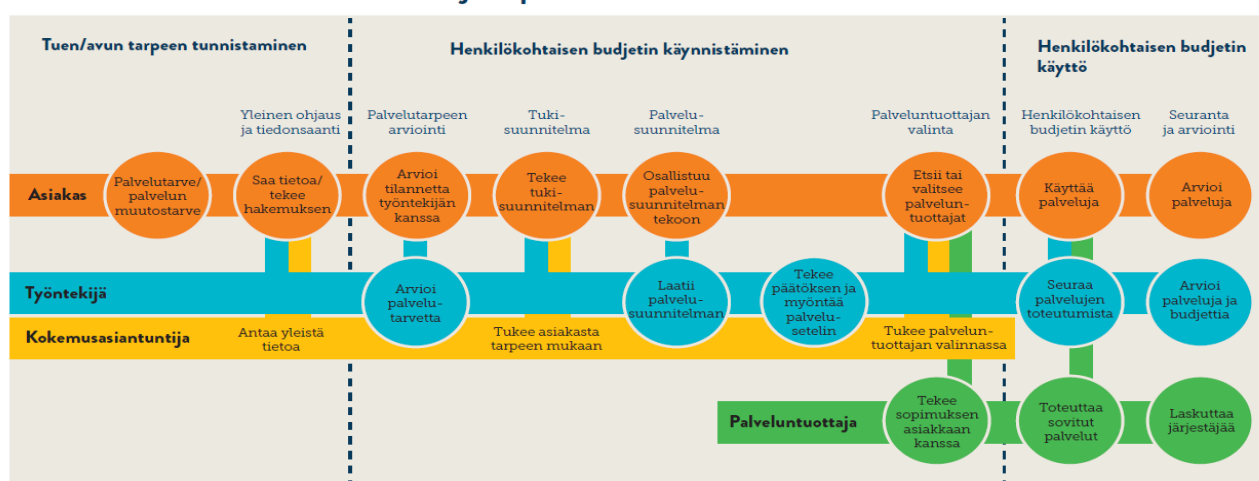 Tuen/avun tarpeen tunnistaminen
Henkilökohtaisen budjetin käynnistäminen
Henkilökohtaisen budjetin
käyttö
Yleinen ohjaus
ja tiedonsaanti
Palvelutarpeen
arviointi
Tuki-
suunnitelma
Palvelu-
suunnitelma
Palveluntuottajan
valinta
Henkilökohtaisen
budjetin käyttö
Seuranta
ja arviointi
Asiakas
Palvelutarve/
palvelun
muutostarve
Saa tietoa/
tekee
hakemuksen
Arvioi
tilannetta
työntekijän
kanssa
Tekee
tuki-
suunnitelman
Osallistuu
palvelu-
suunnitelman
tekoon
Etsii tai
valitsee
palvelun-
tuottajat
Käyttää
palveluja
Arvioi
palveluja
Työntekijä
Arvioi
palvelu-
tarvetta
Laatii
palvelu-
suunnitelman
Tekee
päätöksen ja
myöntää
palvelu-
setelin
Seuraa
palvelujen
toteutumista
Arvioi
palveluja ja
budjettia
Kokemusasiantuntija
Antaa yleistä
tietoa
Tukee asiakasta
tarpeen mukaan
Tukee palvelun-
tuottajan valinnassa
Palveluntuottaja
Tekee
sopimuksen
asiakkaan
kanssa
Toteuttaa
sovitut
palvelut
Laskuttaa
järjestäjää